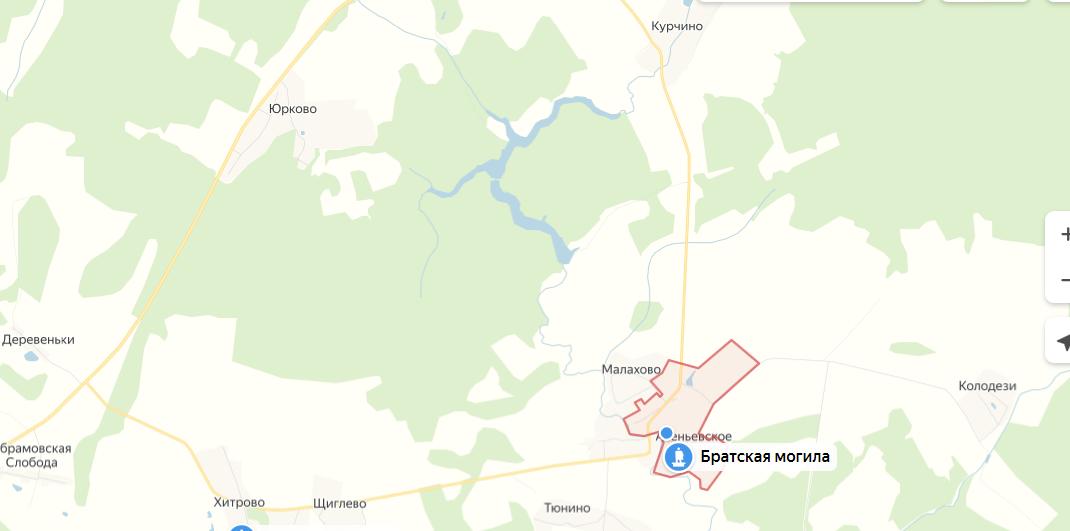 Курчино
Юрково
Деревеньки
Малахово
Колодези
брамовская
Слобода
Братская могила
Хитрово
Щиглево
Тюнино